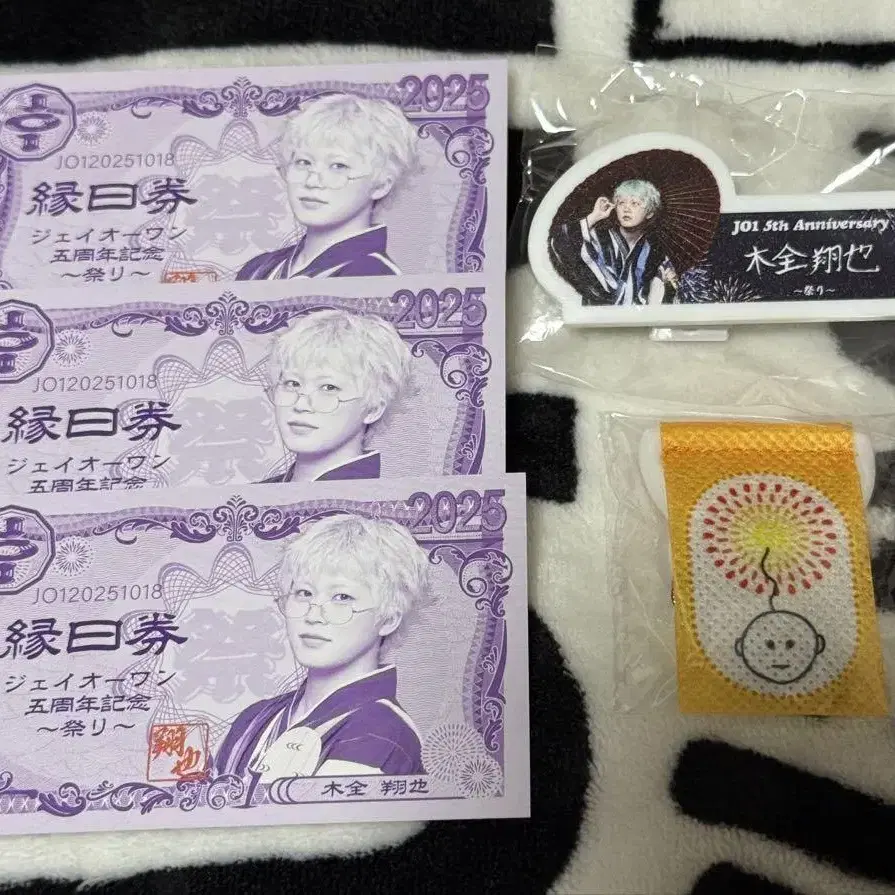 2025
JO120251018
縁日券
ジェイオーワン
五周年記念
～祭り～
祭
2025
JO120251018
縁日券
ジェイオーワン
五周年記念
祭
2025
JO120251018
縁日券
ジェイオーワン
五周年記念
～祭り～
祭
翔也
木全 翔也
JO1 5th Anniversary
木全翔也
～祭り～